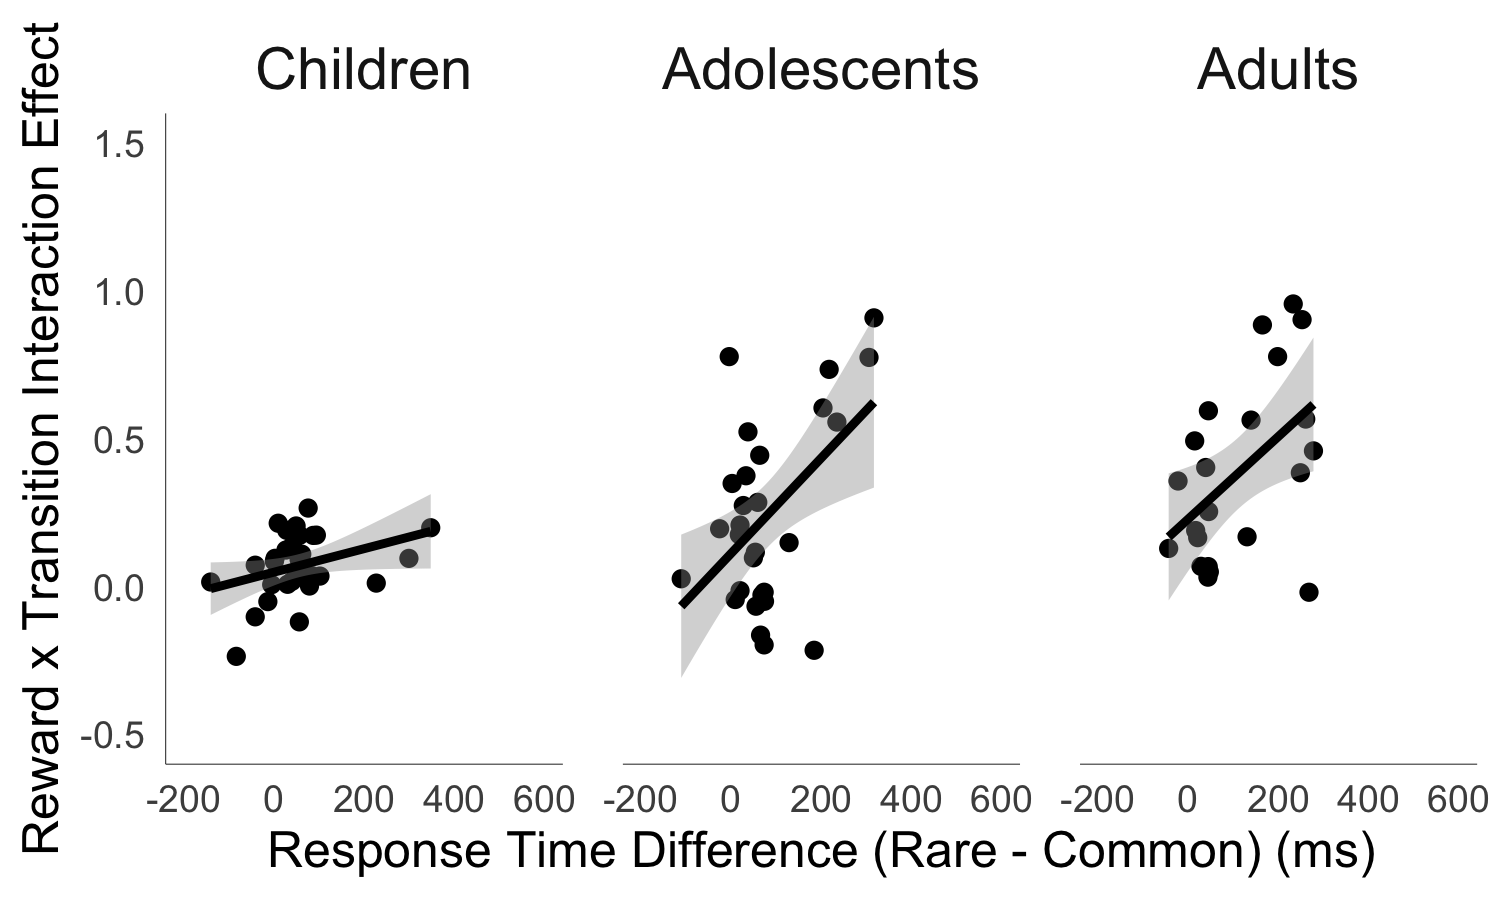 Children Adolescents Adults
Reward x Transition Interaction Effect
1.5
1.0
0.5
0.0
-0.5
-200 0 200 400 600 -200 0 200 400 600 -200 0 200 400 600
Response Time Difference (Rare - Common) (ms)